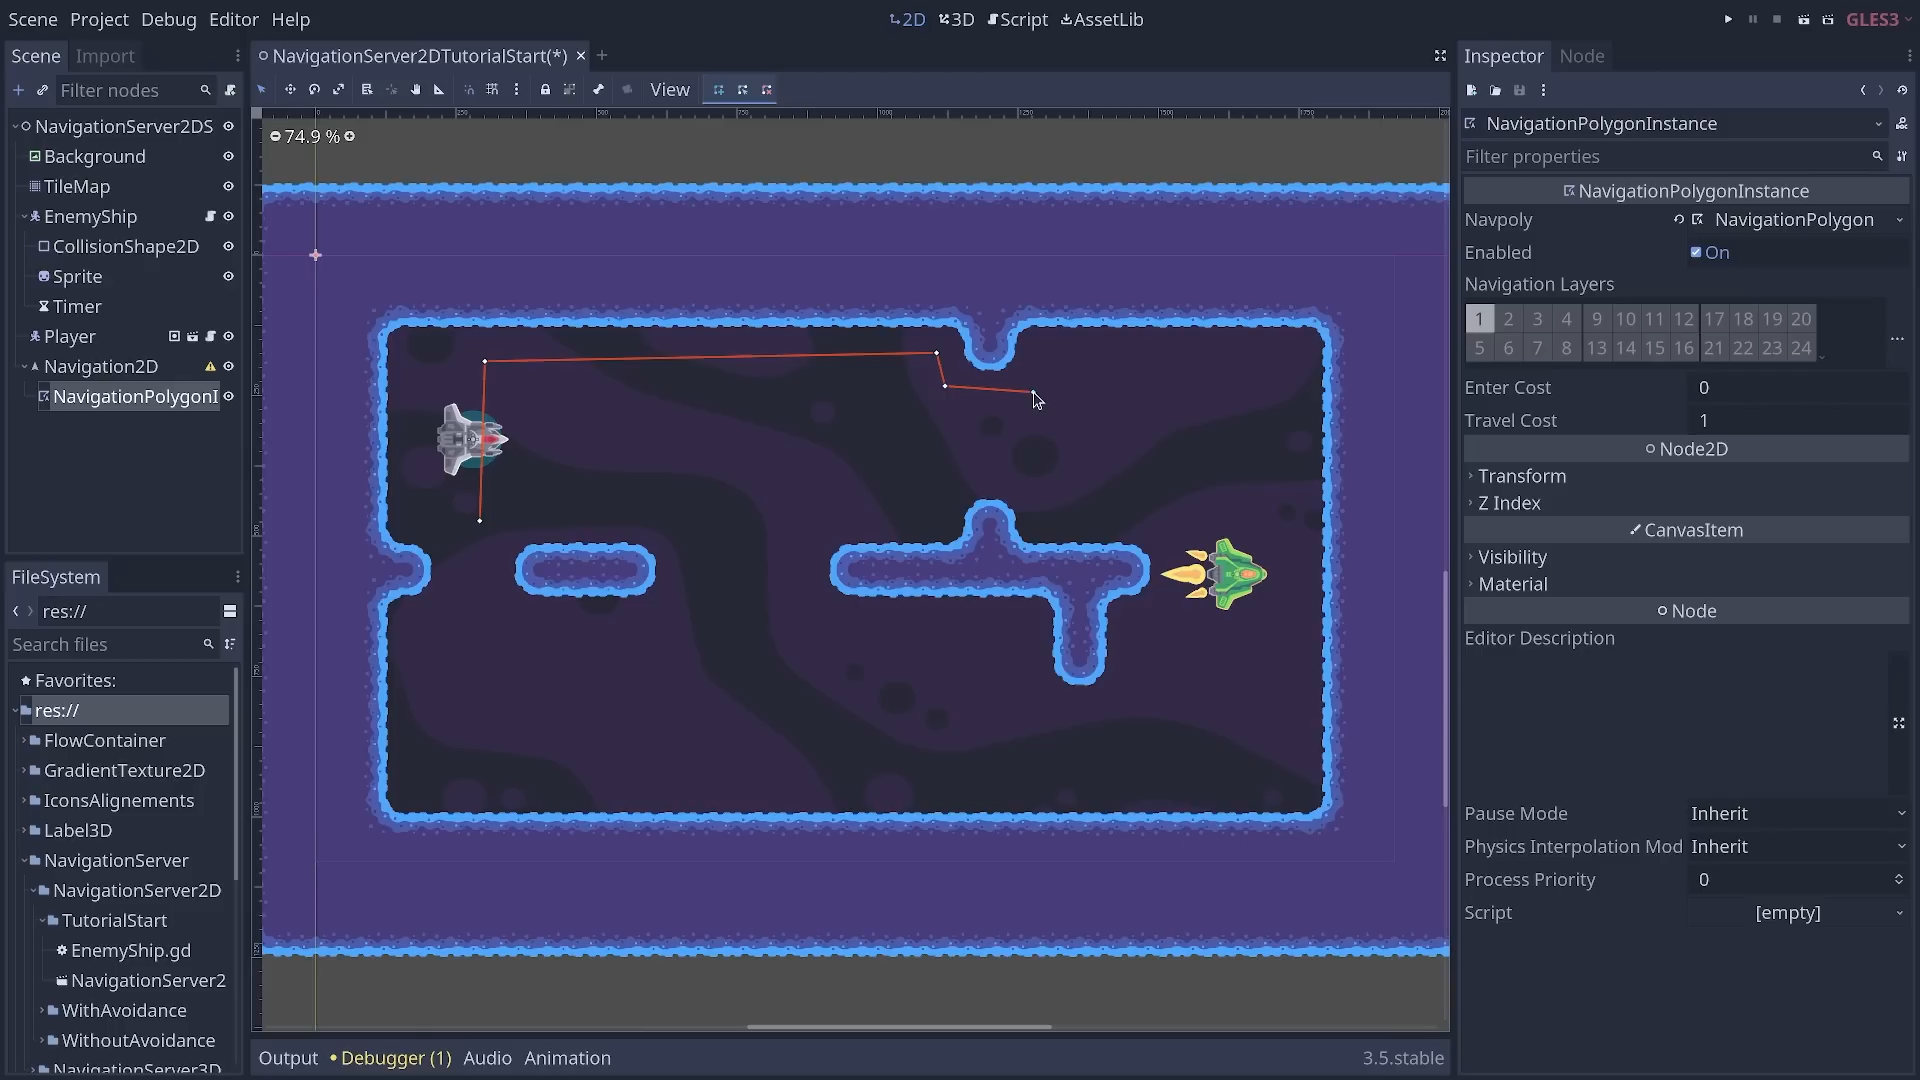 Scene Project Debug Editor Help
2D 3D Script AssetLib
GLES3
Scene Import
NavigationServer2DTutorialStart(*)
Inspector Node
Filter nodes
View
NavigationPolygonInstance
NavigationServer2DS
74.9 %
Filter properties
Background
TileMap
NavigationPolygonInstance
EnemyShip
Navpoly NavigationPolygon
CollisionShape2D
Enabled On
Sprite
Navigation Layers
Timer
1 2 3 4 9 10 11 12 17 18 19 20
Player
5 6 7 8 13 14 15 16 21 22 23 24
Navigation2D
Enter Cost 0
NavigationPolygonI
Travel Cost 1
Node2D
Transform
Z Index
CanvasItem
Visibility
FileSystem
Material
res://
Node
Search files
Editor Description
Favorites:
res://
FlowContainer
GradientTexture2D
IconsAlignements
Pause Mode Inherit
Label3D
Physics Interpolation Mod Inherit
NavigationServer
Process Priority 0
NavigationServer2D
Script [empty]
TutorialStart
EnemyShip.gd
NavigationServer2
WithAvoidance
WithoutAvoidance
NavigationServer3D
Output Debugger (1) Audio Animation
3.5.stable